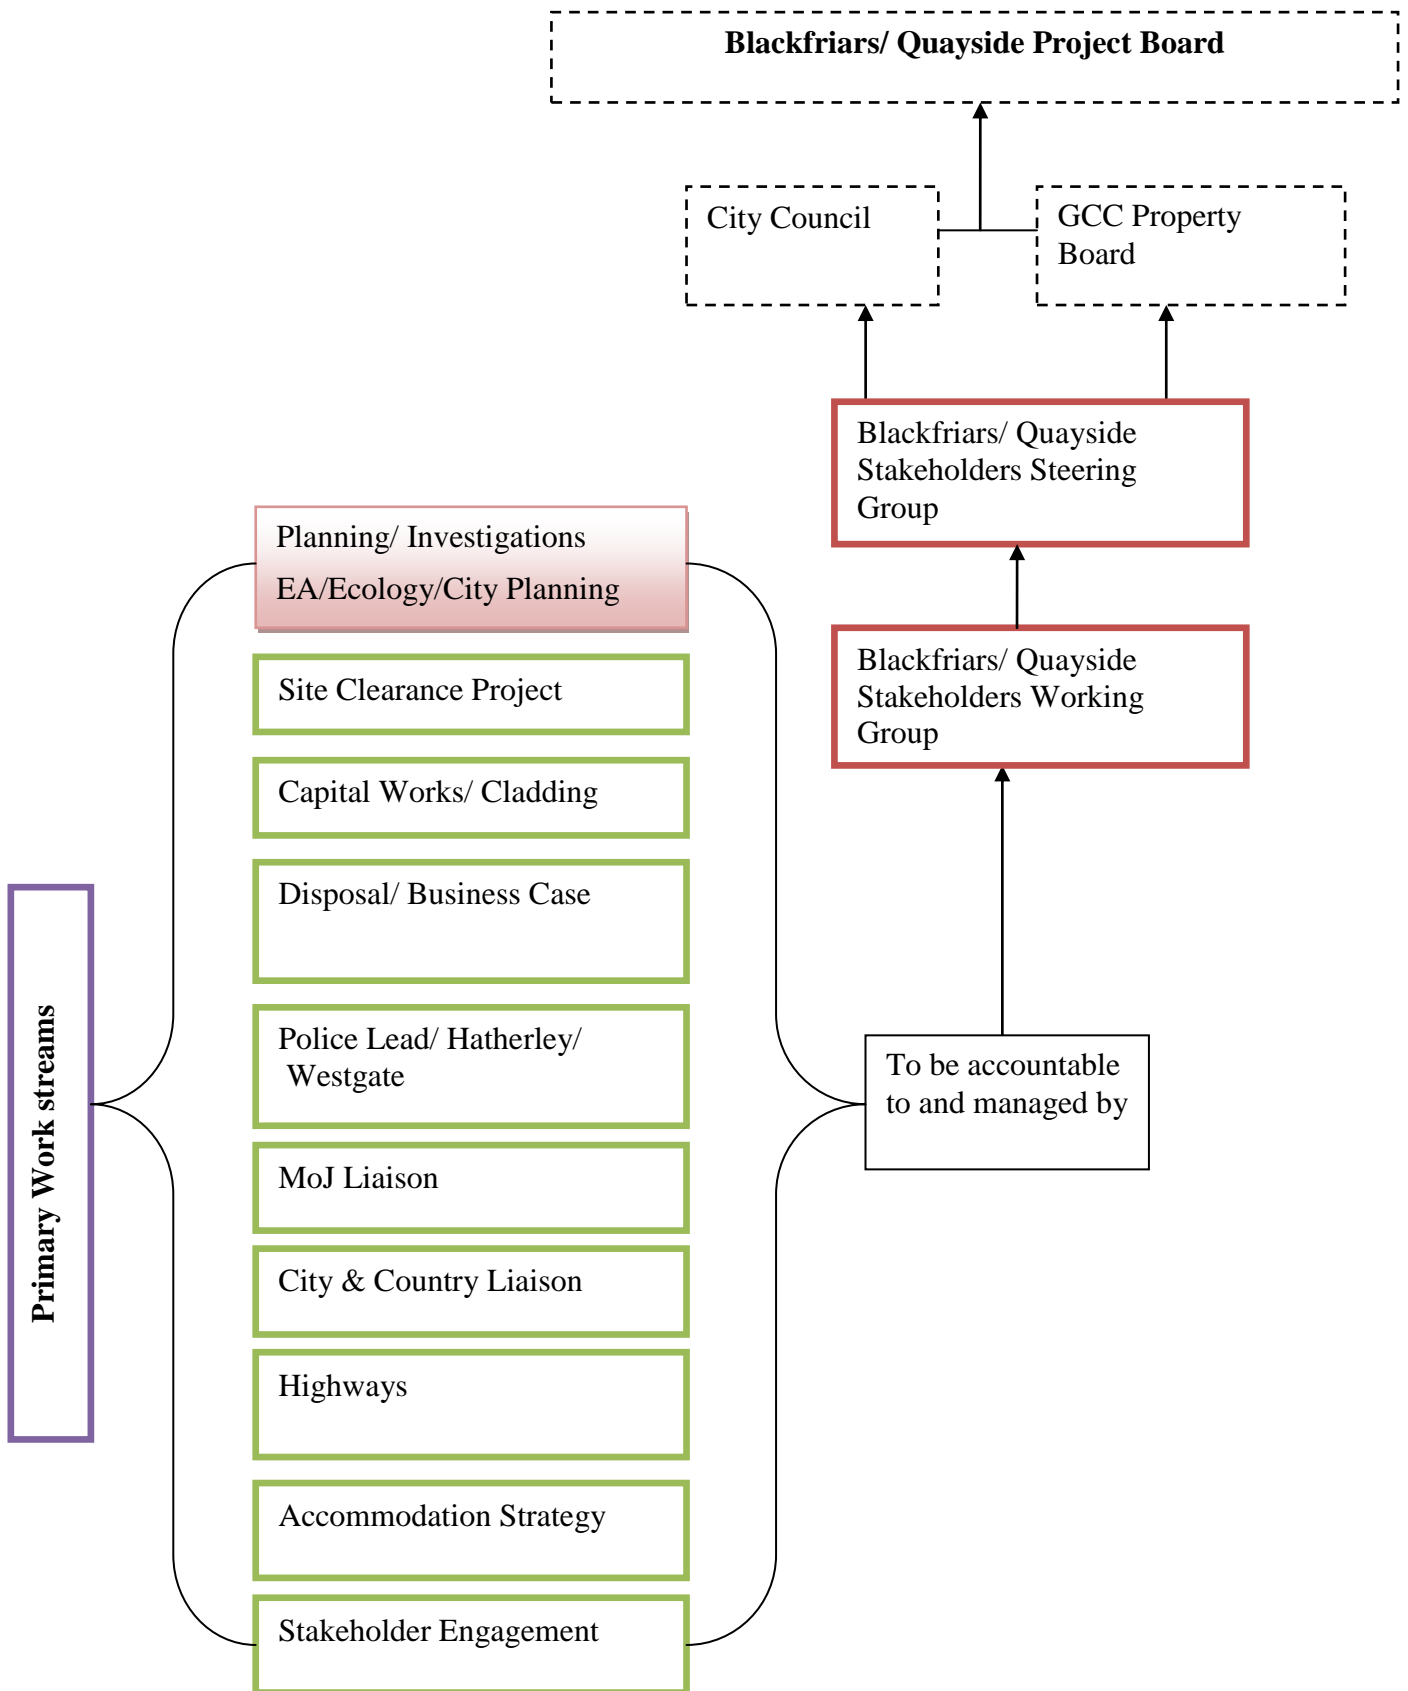 Blackfriars/ Quayside Project Board
City Council
GCC Property
Board
Blackfriars/ Quayside
Stakeholders Steering
Group
Planning/ Investigations
EA/Ecology/City Planning
Blackfriars/ Quayside
Stakeholders Working
Group
Site Clearance Project
Capital Works/ Cladding
Disposal/ Business Case
Primary Work streams
Police Lead/ Hatherley/
Westgate
To be accountable
to and managed by
MoJ Liaison
City & Country Liaison
Highways
Accommodation Strategy
Stakeholder Engagement